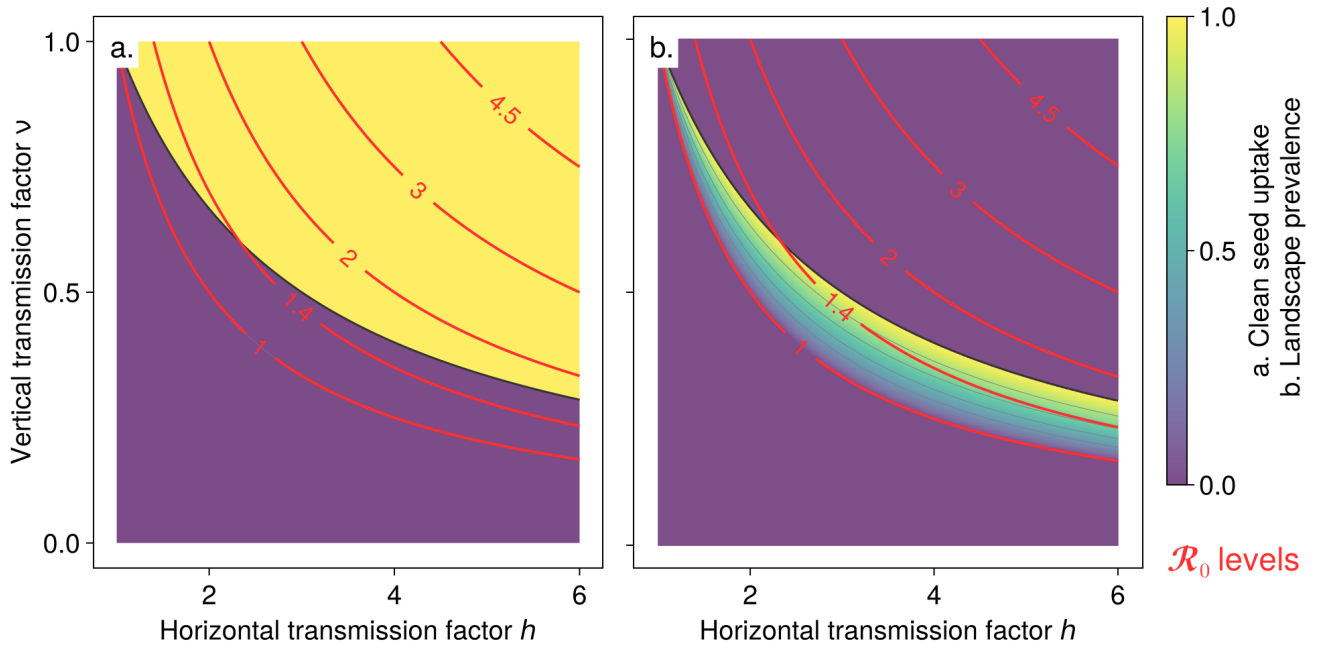 a.
b.
1.0
0.5
0.0
Vertical transmission factor ν
4.5
3
2
1.4
1
2
4
6
Horizontal transmission factor h
4.5
3
2
1.4
1
2
4
6
Horizontal transmission factor h
1.0
0.5
0.0
a. Clean seed uptake
b. Landscape prevalence
ℛ₀ levels